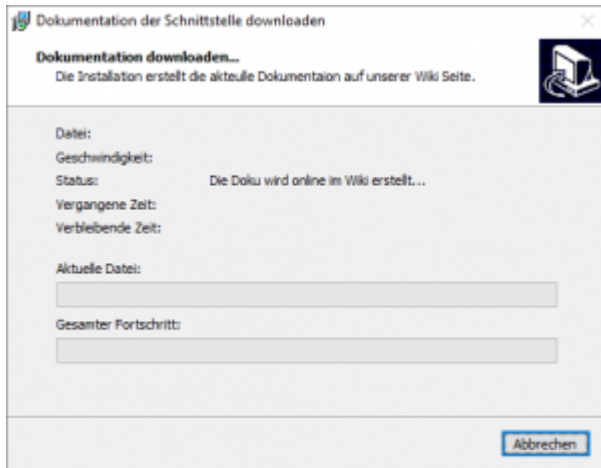 Dokumentation der Schnittstelle downloaden
Dokumentation downloaden...
Die Installation erstellt die akteulle Dokumentaion auf unserer Wiki Seite.
Datei:
Geschwindigkeit:
Status: Die Doku wird online im Wiki erstellt...
Vergangene Zeit:
Verbleibende Zeit:
Aktuelle Datei:
Gesamter Fortschritt:
Abbrechen